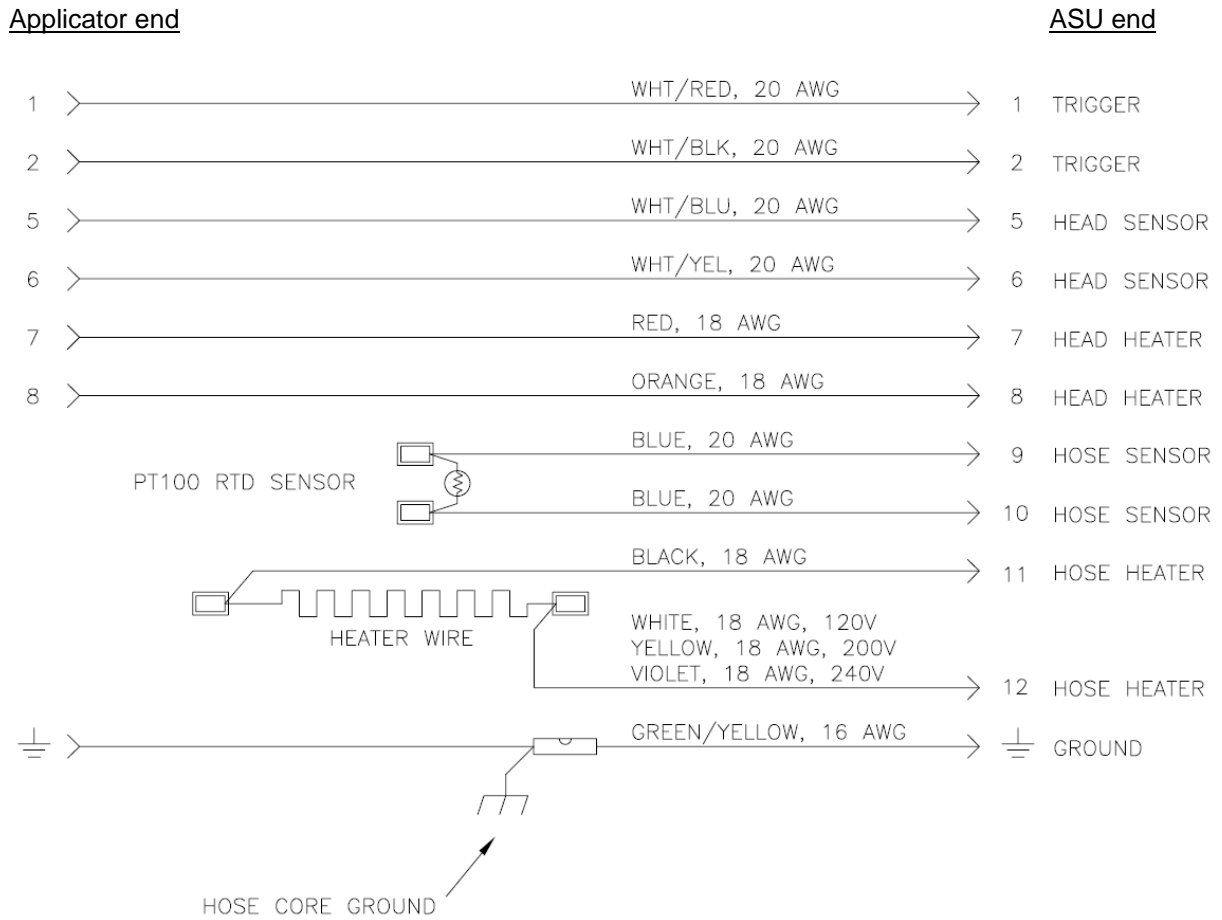 Applicator end
ASU end
1 WHT/RED, 20 AWG 1 TRIGGER
2 WHT/BLK, 20 AWG 2 TRIGGER
5 WHT/BLU, 20 AWG 5 HEAD SENSOR
6 WHT/YEL, 20 AWG 6 HEAD SENSOR
7 RED, 18 AWG 7 HEAD HEATER
8 ORANGE, 18 AWG 8 HEAD HEATER
BLUE, 20 AWG 9 HOSE SENSOR
PT100 RTD SENSOR
BLUE, 20 AWG 10 HOSE SENSOR
BLACK, 18 AWG 11 HOSE HEATER
HEATER WIRE
WHITE, 18 AWG, 120V
YELLOW, 18 AWG, 200V
VIOLET, 18 AWG, 240V
12 HOSE HEATER
GREEN/YELLOW, 16 AWG GROUND
HOSE CORE GROUND